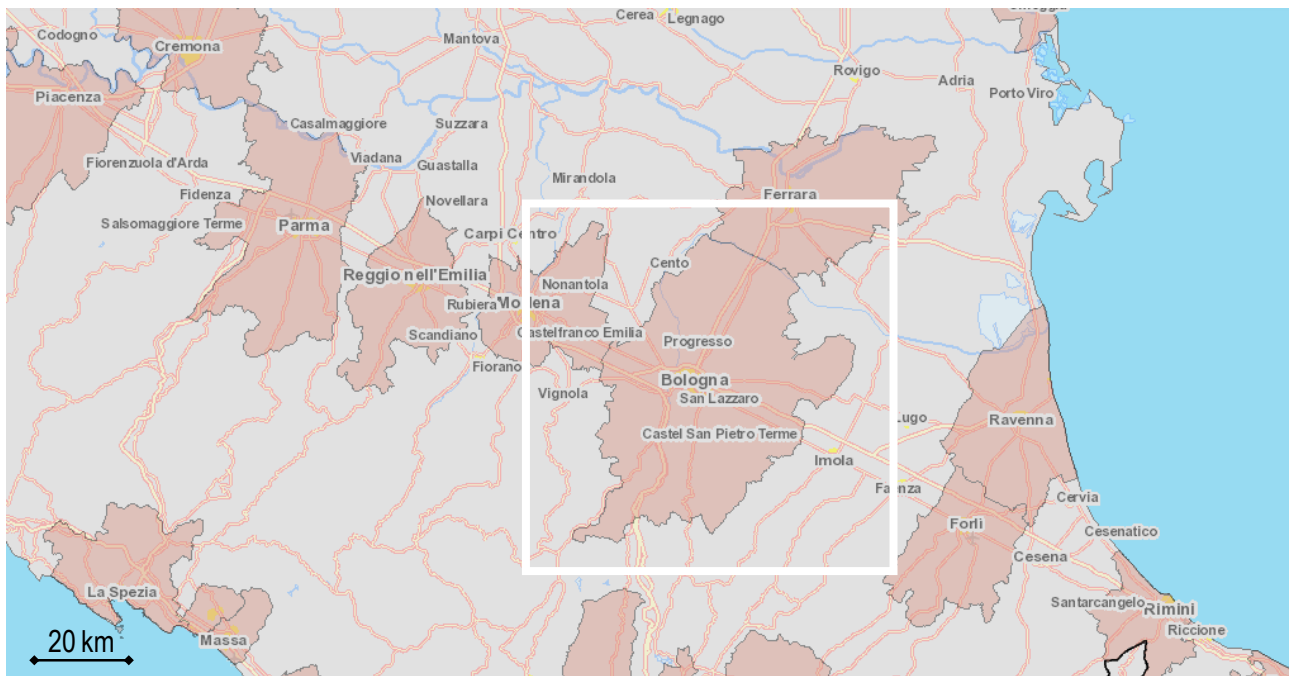 Cerea
Legnago
Codogno
Cremona
Mantova
Rovigo
Adria
Porto Viro
Piacenza
Casalmaggiore
Suzzara
Viadana
Guastalla
Fiorenzuola d'Arda
Mirandola
Fidenza
Ferrara
Novellara
Salsomaggiore Terme
Parma
Carpi Centro
Cento
Reggio nell'Emilia
Nonantola
Rubiera
Modena
Scandiano
Castelfranco Emilia
Progresso
Fiorano
Bologna
Vignola
San Lazzaro
Lugo
Ravenna
Castel San Pietro Terme
Imola
Faenza
Cervia
Forlì
Cesenatico
Cesena
La Spezia
Santarcangelo
Rimini
Riccione
Massa
20 km